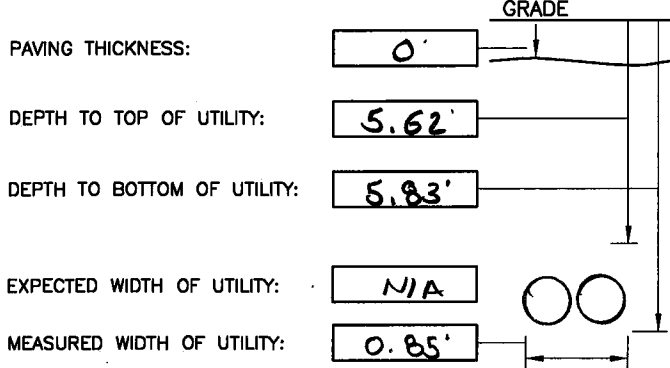 GRADE
PAVING THICKNESS: 0'
DEPTH TO TOP OF UTILITY: 5.62'
DEPTH TO BOTTOM OF UTILITY: 5.83'
EXPECTED WIDTH OF UTILITY: N/A
MEASURED WIDTH OF UTILITY: 0.85'